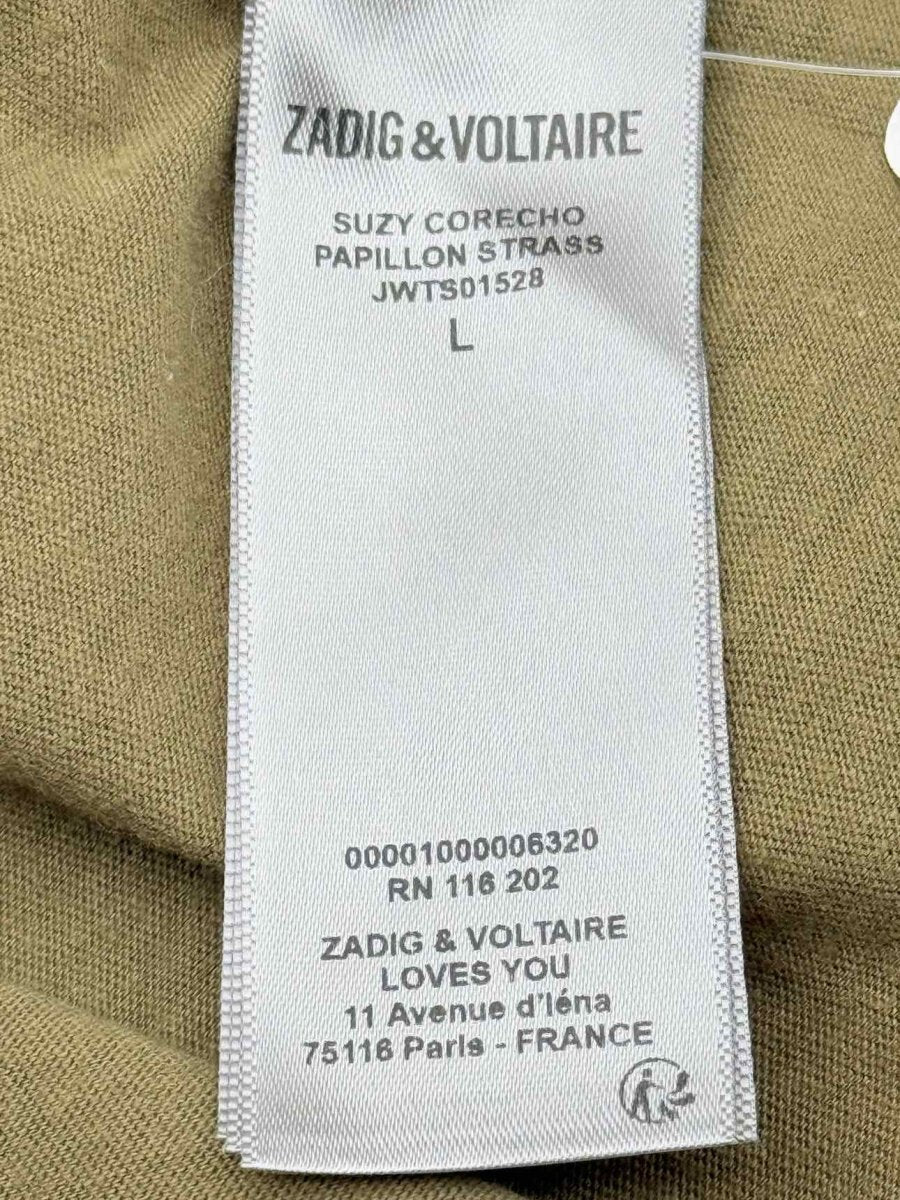 ZADIG & VOLTAIRE
SUZY CORECHO
PAPILLON STRASS
JWTS01528
L
00001000006320
RN 116 202
ZADIG & VOLTAIRE
LOVES YOU
11 Avenue d'Iéna
75116 Paris - FRANCE